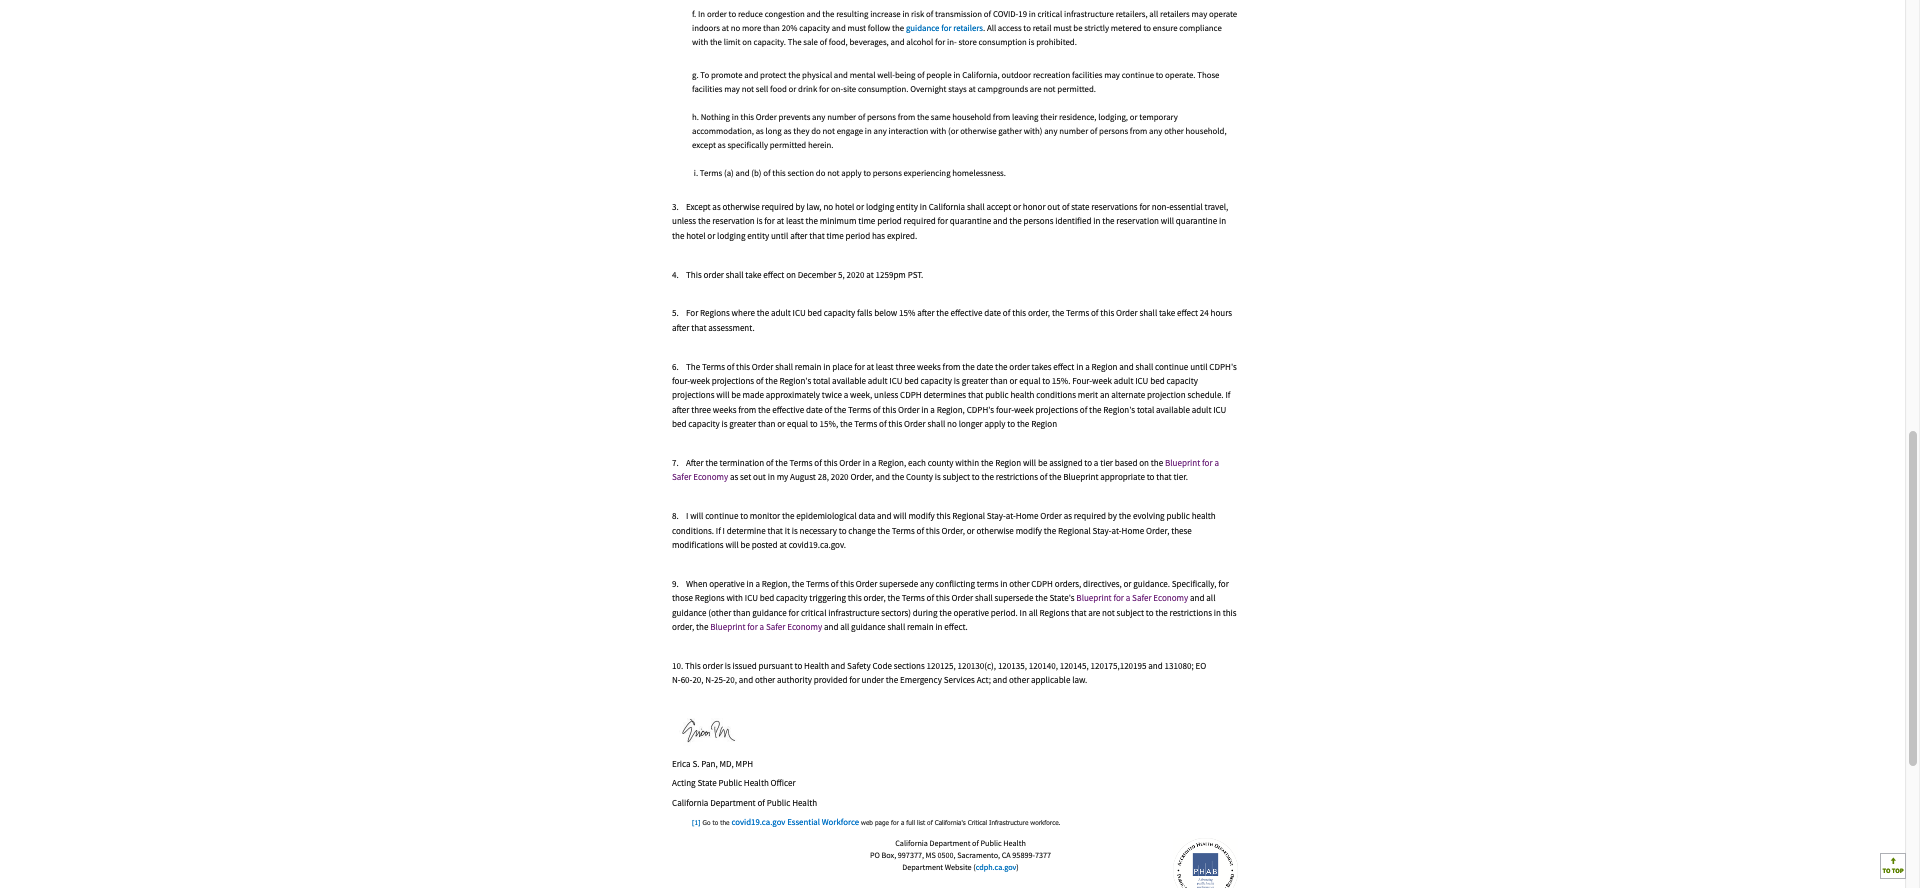 f. In order to reduce congestion and the resulting increase in risk of transmission of COVID-19 in critical infrastructure retailers, all retailers may operate
indoors at no more than 20% capacity and must follow the guidance for retailers. All access to retail must be strictly metered to ensure compliance
with the limit on capacity. The sale of food, beverages, and alcohol for in- store consumption is prohibited.
g. To promote and protect the physical and mental well-being of people in California, outdoor recreation facilities may continue to operate. Those
facilities may not sell food or drink for on-site consumption. Overnight stays at campgrounds are not permitted.
h. Nothing in this Order prevents any number of persons from the same household from leaving their residence, lodging, or temporary
accommodation, as long as they do not engage in any interaction with (or otherwise gather with) any number of persons from any other household,
except as specifically permitted herein.
i. Terms (a) and (b) of this section do not apply to persons experiencing homelessness.
3. Except as otherwise required by law, no hotel or lodging entity in California shall accept or honor out of state reservations for non-essential travel,
unless the reservation is for at least the minimum time period required for quarantine and the persons identified in the reservation will quarantine in
the hotel or lodging entity until after that time period has expired.
4. This order shall take effect on December 5, 2020 at 1259pm PST.
5. For Regions where the adult ICU bed capacity falls below 15% after the effective date of this order, the Terms of this Order shall take effect 24 hours
after that assessment.
6. The Terms of this Order shall remain in place for at least three weeks from the date the order takes effect in a Region and shall continue until CDPH's
four-week projections of the Region's total available adult ICU bed capacity is greater than or equal to 15%. Four-week adult ICU bed capacity
projections will be made approximately twice a week, unless CDPH determines that public health conditions merit an alternate projection schedule. If
after three weeks from the effective date of the Terms of this Order in a Region, CDPH's four-week projections of the Region's total available adult ICU
bed capacity is greater than or equal to 15%, the Terms of this Order shall no longer apply to the Region
7. After the termination of the Terms of this Order in a Region, each county within the Region will be assigned to a tier based on the Blueprint for a
Safer Economy as set out in my August 28, 2020 Order, and the County is subject to the restrictions of the Blueprint appropriate to that tier.
8. I will continue to monitor the epidemiological data and will modify this Regional Stay-at-Home Order as required by the evolving public health
conditions. If I determine that it is necessary to change the Terms of this Order, or otherwise modify the Regional Stay-at-Home Order, these
modifications will be posted at covid19.ca.gov.
9. When operative in a Region, the Terms of this Order supersede any conflicting terms in other CDPH orders, directives, or guidance. Specifically, for
those Regions with ICU bed capacity triggering this order, the Terms of this Order shall supersede the State's Blueprint for a Safer Economy and all
guidance (other than guidance for critical infrastructure sectors) during the operative period. In all Regions that are not subject to the restrictions in this
order, the Blueprint for a Safer Economy and all guidance shall remain in effect.
10. This order is issued pursuant to Health and Safety Code sections 120125, 120130(c), 120135, 120140, 120145, 120175,120195 and 131080; EO
N-60-20, N-25-20, and other authority provided for under the Emergency Services Act; and other applicable law.
Erica S. Pan, MD, MPH
Acting State Public Health Officer
California Department of Public Health
[1] Go to the covid19.ca.gov Essential Workforce web page for a full list of California's Critical Infrastructure workforce.
California Department of Public Health
PO Box, 997377, MS 0500, Sacramento, CA 95899-7377
Department Website (cdph.ca.gov)
PHAB
TO TOP